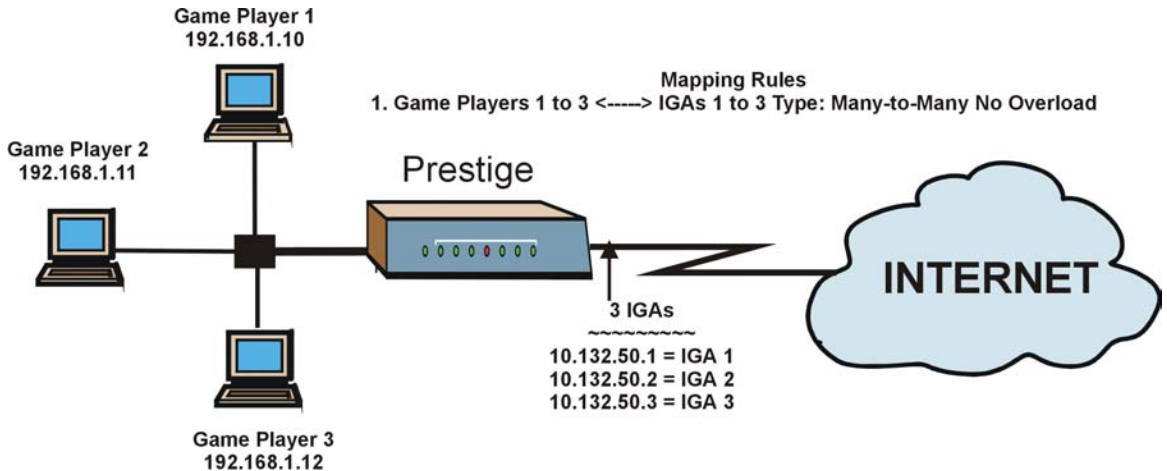 Game Player 1
192.168.1.10
Mapping Rules
1. Game Players 1 to 3 <-----> IGAs 1 to 3 Type: Many-to-Many No Overload
Game Player 2
192.168.1.11
Prestige
INTERNET
3 IGAs
~~~~~~~~~
10.132.50.1 = IGA 1
10.132.50.2 = IGA 2
10.132.50.3 = IGA 3
Game Player 3
192.168.1.12